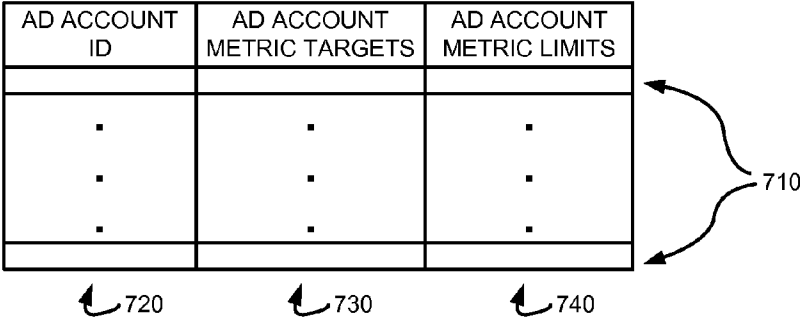 AD ACCOUNT ID
AD ACCOUNT METRIC TARGETS
AD ACCOUNT METRIC LIMITS
710
720
730
740